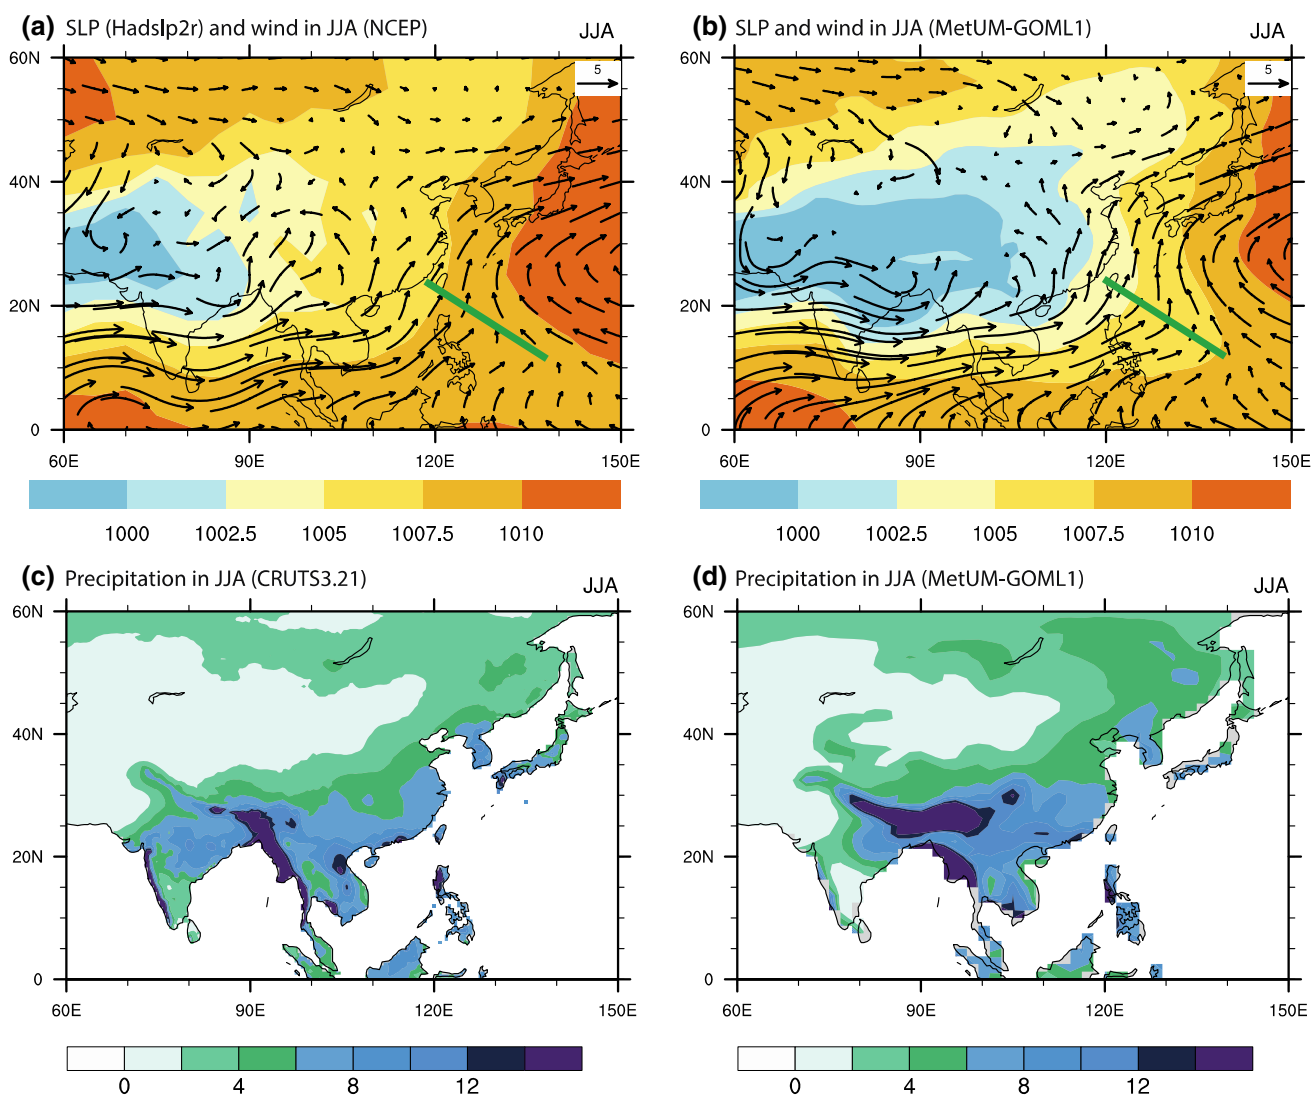 (a) SLP (Hadslp2r) and wind in JJA (NCEP) JJA
5
60N
40N
20N
0
60E 90E 120E 150E
1000 1002.5 1005 1007.5 1010
(b) SLP and wind in JJA (MetUM-GOML1) JJA
5
60N
40N
20N
0
60E 90E 120E 150E
1000 1002.5 1005 1007.5 1010
(c) Precipitation in JJA (CRUTS3.21) JJA
60N
40N
20N
0
60E 90E 120E 150E
0 4 8 12
(d) Precipitation in JJA (MetUM-GOML1) JJA
60N
40N
20N
0
60E 90E 120E 150E
0 4 8 12